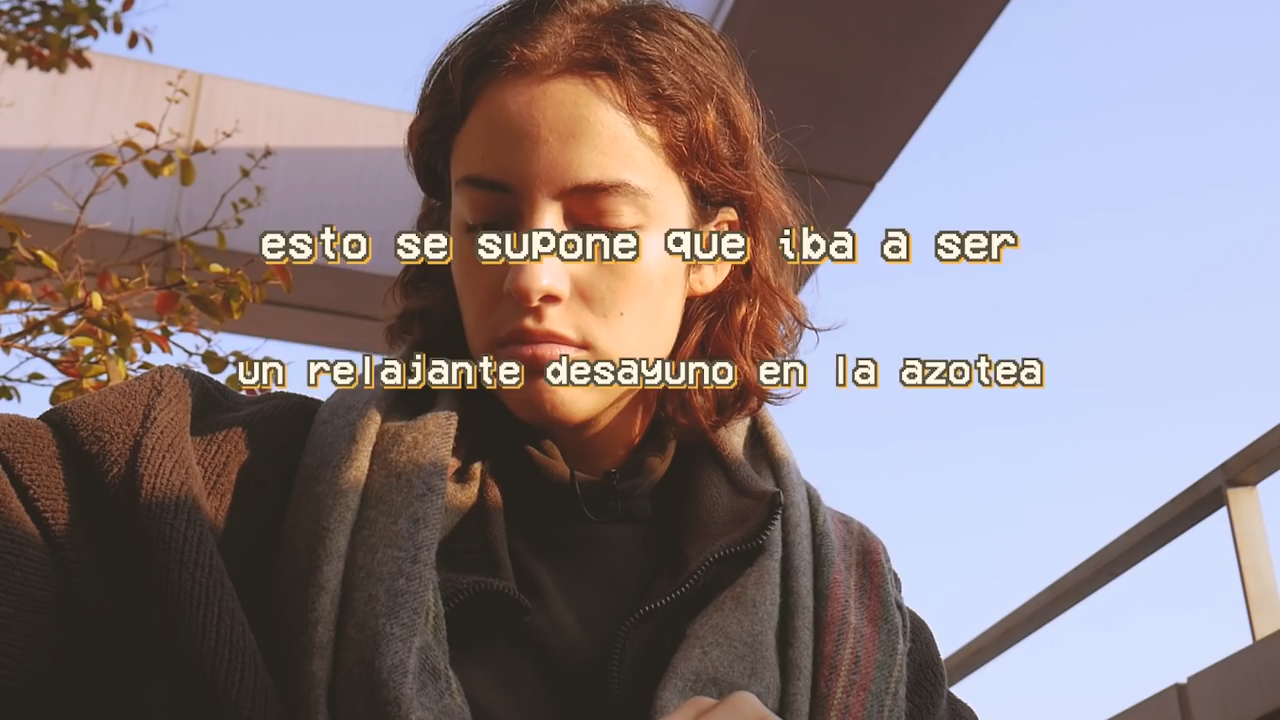 esto se supone que iba a ser
un relajante desayuno en la azotea